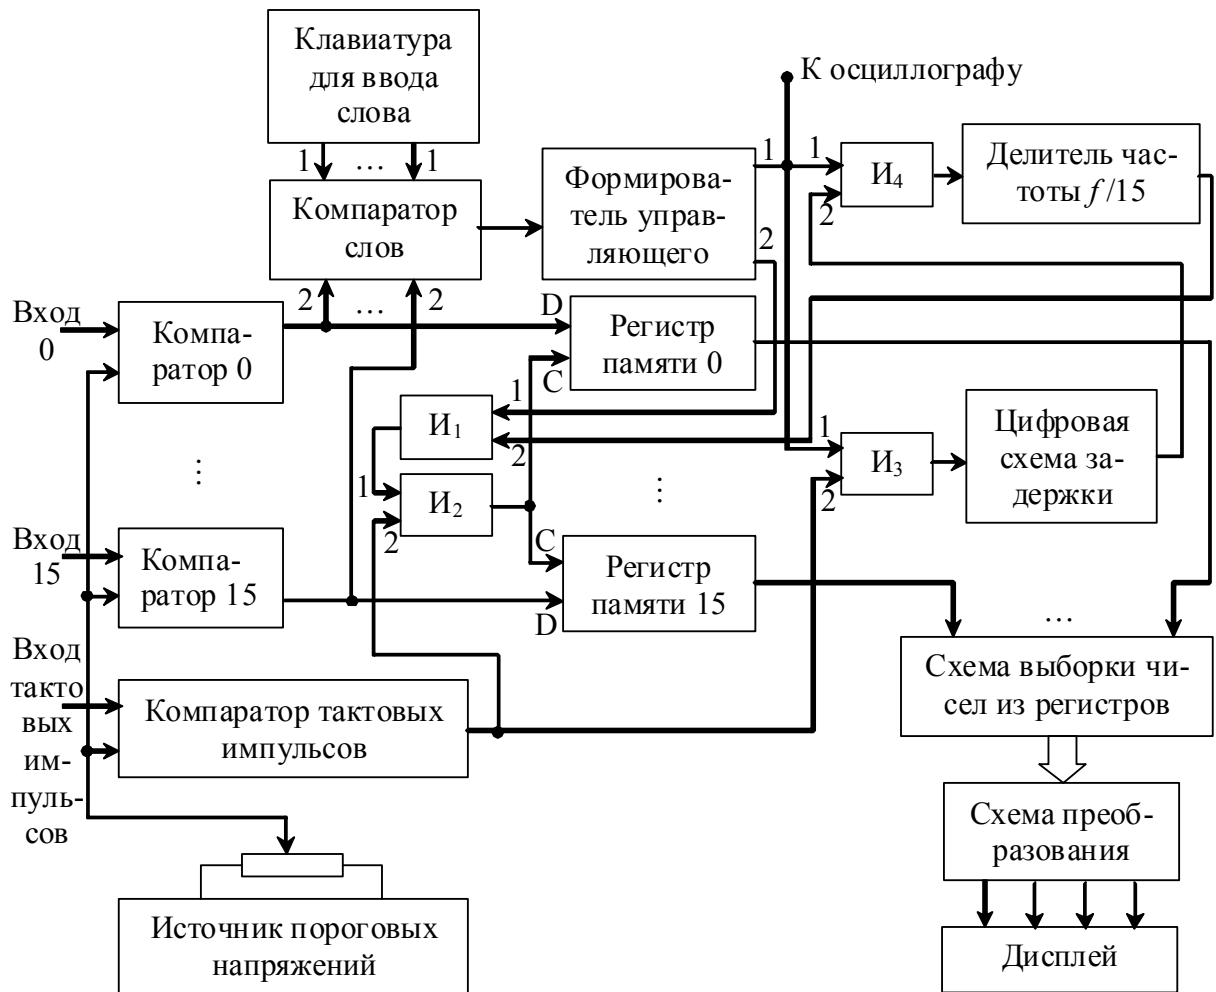 Клавиатура
для ввода
слова
К осциллографу
1 … 1
Компаратор
слов
Формирова-
тель управ-
ляющего
1
2
1
2
И4
Делитель час-
тоты f /15
2 … 2
Вход
0
Компа-
ратор 0
D
C
Регистр
памяти 0
1
2
И1
…
1
2
И2
…
1
2
И3
Цифровая
схема за-
держки
Вход
15
Компа-
ратор 15
C
D
Регистр
памяти 15
…
Вход
такто
вых
им-
пуль-
сов
Компаратор тактовых
импульсов
Схема выборки чи-
сел из регистров
Схема преоб-
разования
Источник пороговых
напряжений
Дисплей